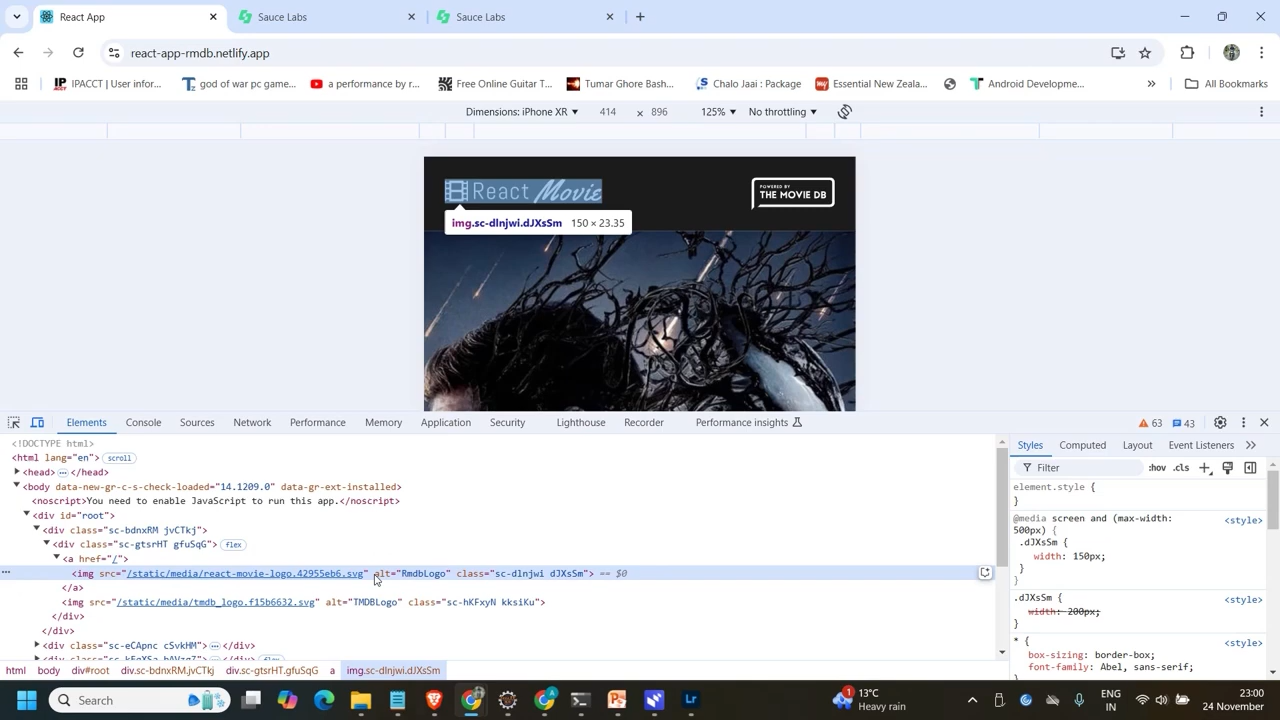 React App
Sauce Labs
Sauce Labs
react-app-rmdb.netlify.app
IPACCT | User infor...
god of war pc game...
a performance by r...
Free Online Guitar T...
Tumar Ghore Bash...
Chalo Jaai : Package
Essential New Zeala...
Android Developme...
All Bookmarks
Dimensions: iPhone XR
414 × 896
125%
No throttling
React Movie
POWERED BY
THE MOVIE DB
img.sc-dlnjwi.dJXsSm 150 × 23.35
Elements Console Sources Network Performance Memory Application Security Lighthouse Recorder Performance insights
63 43
<!DOCTYPE html>
<html lang="en"> scroll
<head> ... </head>
<body data-new-gr-c-s-check-loaded="14.1209.0" data-gr-ext-installed>
<noscript>You need to enable JavaScript to run this app.</noscript>
<div id="root">
<div class="sc-bdnxRM jvCTkj">
<div class="sc-gtsrHT gfuSqG"> flex
<a href="/">
<img src="/static/media/react-movie-logo.42955eb6.svg" alt="RmdbLogo" class="sc-dlnjwi dJXsSm"> == $0
</a>
<img src="/static/media/tmdb_logo.f15b6632.svg" alt="TMDBLogo" class="sc-hKFxyN kksiKu">
</div>
</div>
<div class="sc-eCApnc cSvkHM"> ... </div>
html body div#root div.sc-bdnxRM.jvCTkj div.sc-gtsrHT.gfuSqG a img.sc-dlnjwi.dJXsSm
Styles Computed Layout Event Listeners
Filter
:hov .cls
element.style {
}
@media screen and (max-width:
500px) {
<style>
.dJXsSm {
width: 150px;
}
}
.dJXsSm {
<style>
width: 200px;
}
* {
<style>
box-sizing: border-box;
font-family: Abel, sans-serif;
Search
1
13°C
Heavy rain
ENG
IN
23:00
24 November